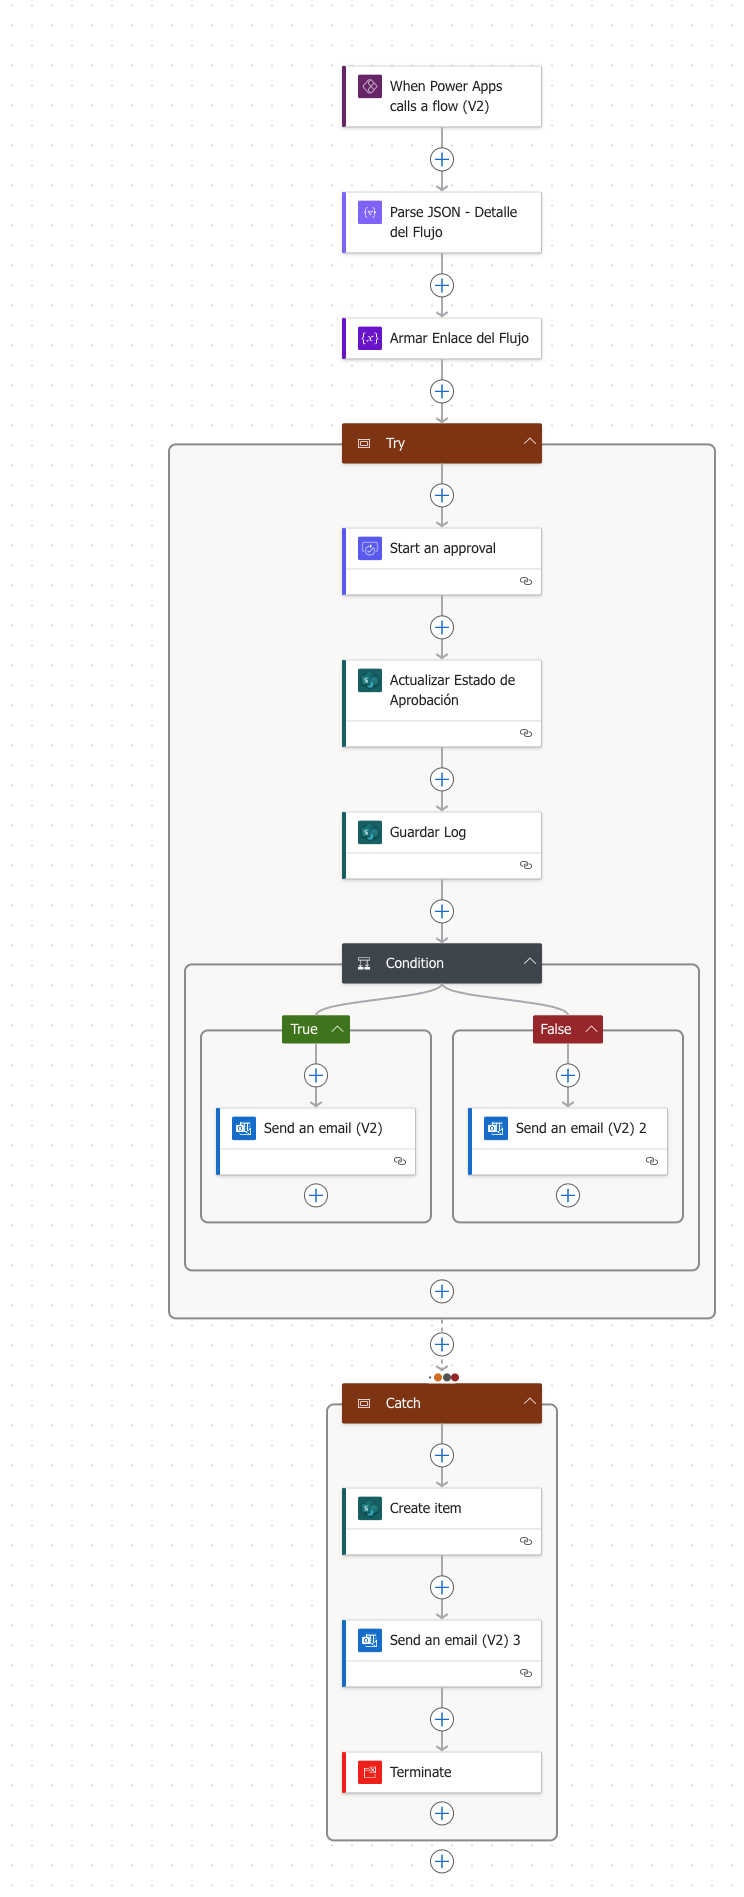 When Power Apps
calls a flow (V2)
Parse JSON - Detalle
del Flujo
Armar Enlace del Flujo
Try
Start an approval
Actualizar Estado de
Aprobación
Guardar Log
Condition
True
False
Send an email (V2)
Send an email (V2) 2
Catch
Create item
Send an email (V2) 3
Terminate